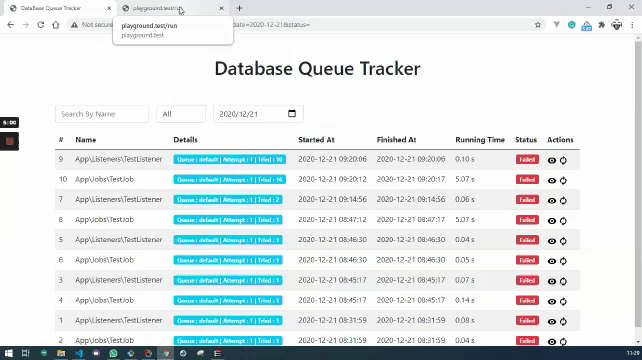 DataBase Queue Tracker
playground.test/run
Not secure
date=2020-12-21&status=
playground.test/run
playground.test
5:00
Database Queue Tracker
Search By Name
All
2020/12/21
# Name Details Started At Finished At Running Time Status Actions
9 App\Listeners\TestListener Queue : default | Attempt : 1 | Tried : 10 2020-12-21 09:20:06 2020-12-21 09:20:06 0.10 s Failed
10 App\Jobs\TestJob Queue : default | Attempt : 1 | Tried : 10 2020-12-21 09:20:12 2020-12-21 09:20:17 5.07 s Failed
7 App\Listeners\TestListener Queue : default | Attempt : 1 | Tried : 2 2020-12-21 09:14:56 2020-12-21 09:14:56 0.06 s Failed
8 App\Jobs\TestJob Queue : default | Attempt : 1 | Tried : 1 2020-12-21 08:47:12 2020-12-21 08:47:17 5.07 s Failed
5 App\Listeners\TestListener Queue : default | Attempt : 1 | Tried : 1 2020-12-21 08:46:30 2020-12-21 08:46:30 0.04 s Failed
6 App\Jobs\TestJob Queue : default | Attempt : 1 | Tried : 1 2020-12-21 08:46:30 2020-12-21 08:46:30 0.05 s Failed
3 App\Listeners\TestListener Queue : default | Attempt : 1 | Tried : 1 2020-12-21 08:45:17 2020-12-21 08:45:17 0.07 s Failed
4 App\Jobs\TestJob Queue : default | Attempt : 1 | Tried : 1 2020-12-21 08:45:17 2020-12-21 08:45:17 0.14 s Failed
1 App\Listeners\TestListener Queue : default | Attempt : 1 | Tried : 1 2020-12-21 08:31:59 2020-12-21 08:31:59 0.08 s Failed
2 App\Jobs\TestJob Queue : default | Attempt : 1 | Tried : 1 2020-12-21 08:31:59 2020-12-21 08:31:59 0.04 s Failed
11:20